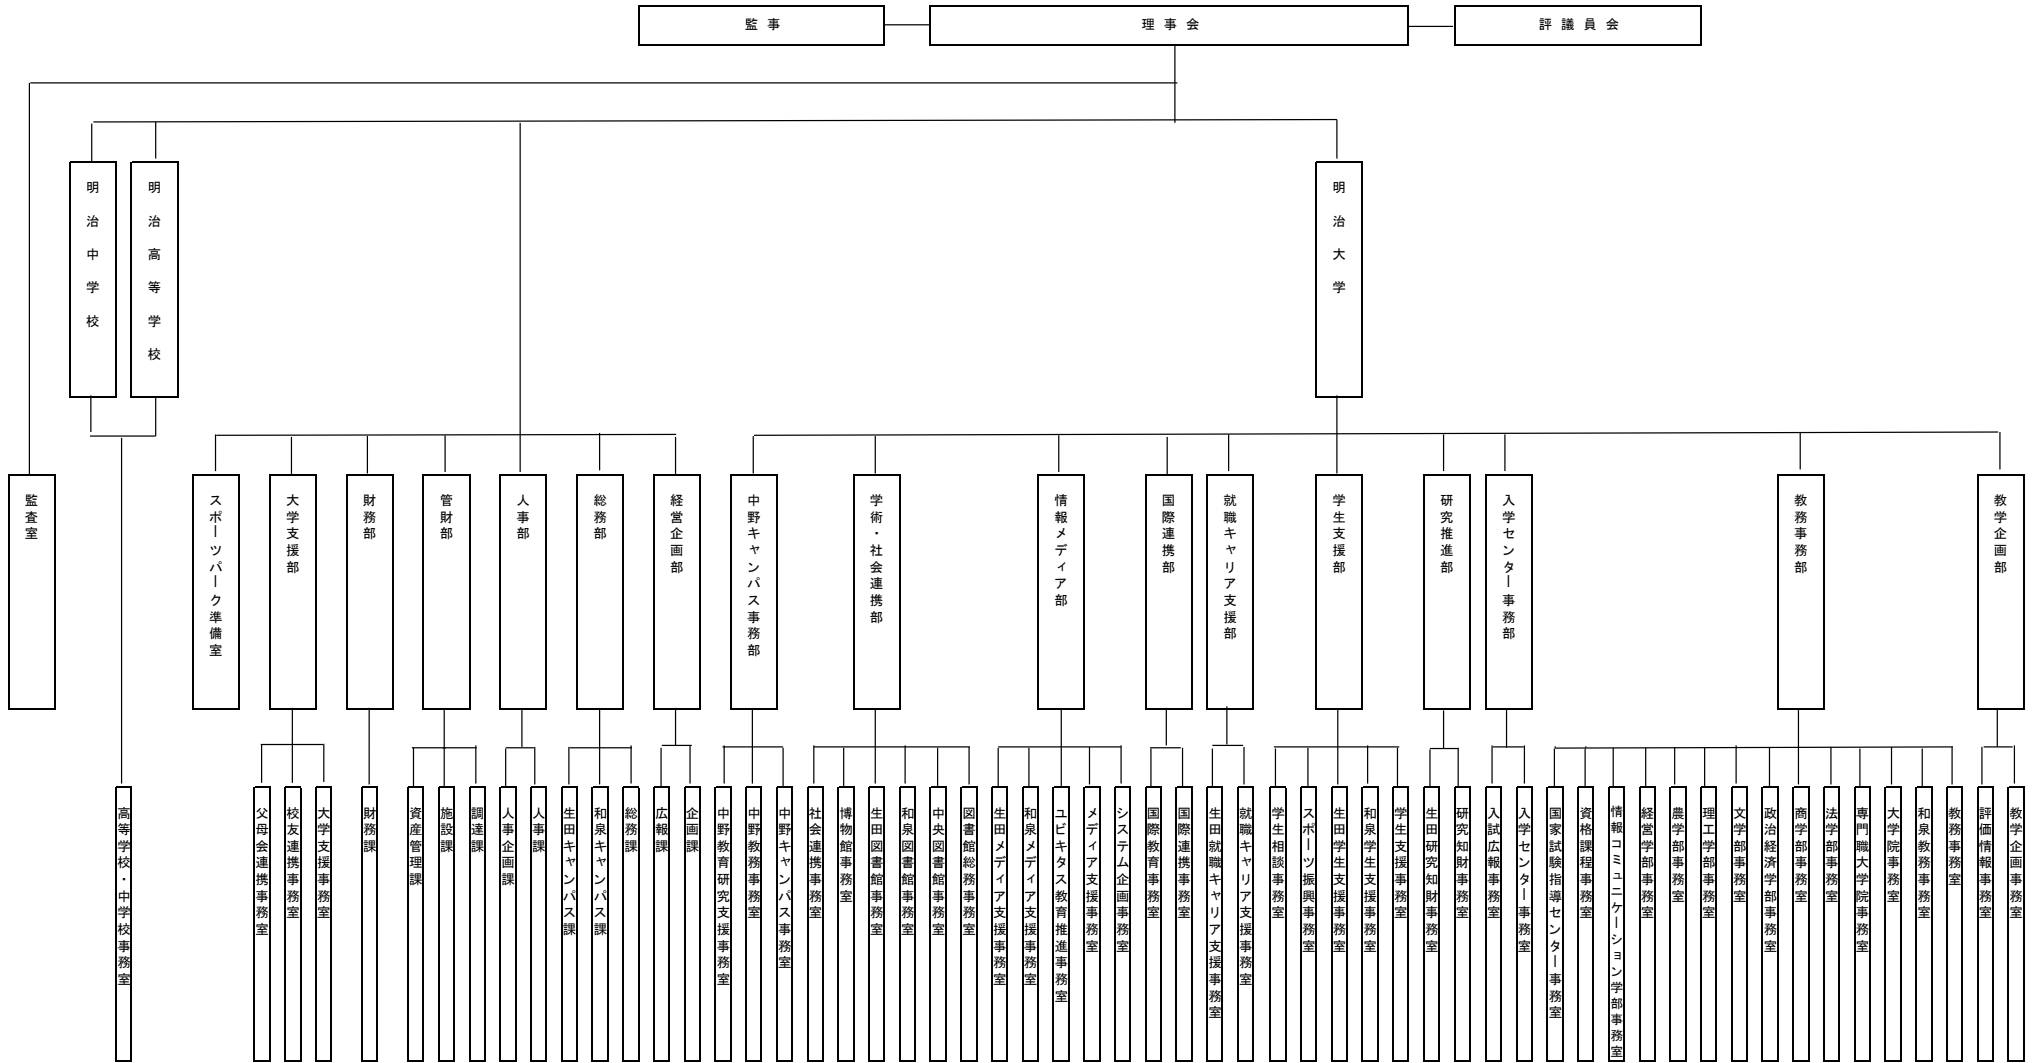 監事
理事会
評議員会
明治中学校
明治高等学校
明治大学
監査室
スポーツパーク準備室
大学支援部
財務部
管財部
人事部
総務部
経営企画部
中野キャンパス事務部
学術・社会連携部
情報メディア部
国際連携部
就職キャリア支援部
学生支援部
研究推進部
入学センター事務部
教務事務部
教学企画部
高等学校・中学校事務室
父母会連携事務室
校友連携事務室
大学支援事務室
財務課
資産管理課
施設課
調達課
人事企画課
人事課
生田キャンパス課
和泉キャンパス課
総務課
広報課
企画課
中野教育研究支援事務室
中野教務事務室
中野キャンパス事務室
社会連携事務室
博物館事務室
生田図書館事務室
和泉図書館事務室
中央図書館事務室
図書館総務事務室
生田メディア支援事務室
和泉メディア支援事務室
ユビキタス教育推進事務室
メディア支援事務室
システム企画事務室
国際教育事務室
国際連携事務室
生田就職キャリア支援事務室
就職キャリア支援事務室
学生相談事務室
スポーツ振興事務室
生田学生支援事務室
和泉学生支援事務室
学生支援事務室
生田研究知財事務室
研究知財事務室
入試広報事務室
入学センター事務室
国家試験指導センター事務室
資格課程事務室
情報コミュニケーション学部事務室
経営学部事務室
農学部事務室
理工学部事務室
文学部事務室
政治経済学部事務室
商学部事務室
法学部事務室
専門職大学院事務室
大学院事務室
和泉教務事務室
教務事務室
評価情報事務室
教学企画事務室